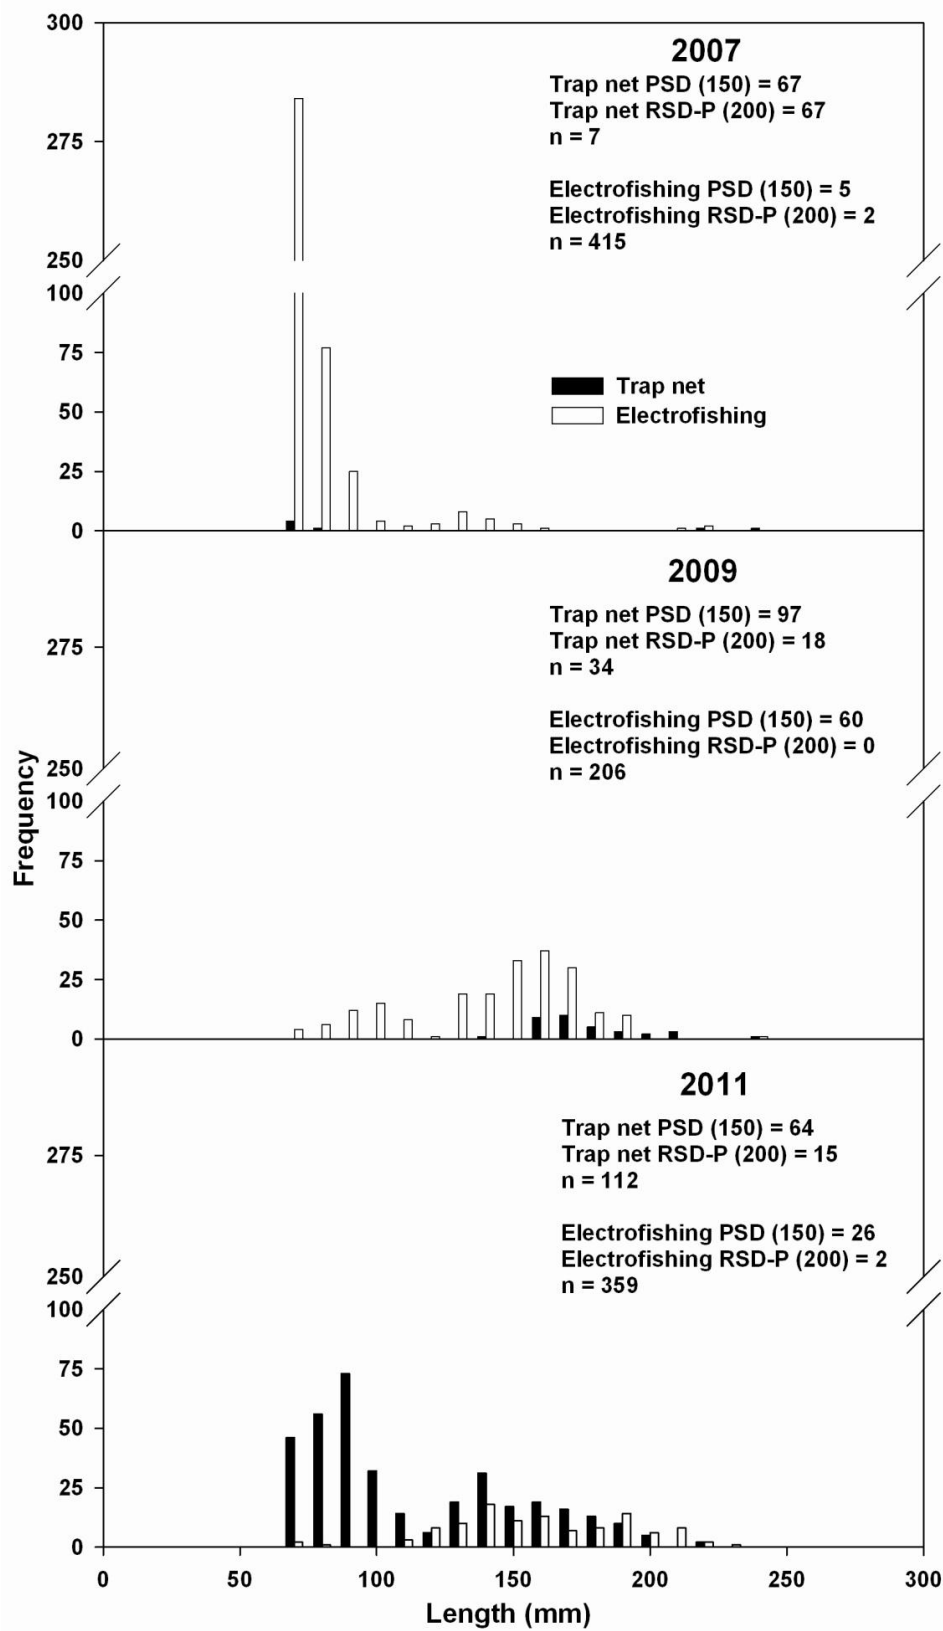 300
2007
Trap net PSD (150) = 67
Trap net RSD-P (200) = 67
n = 7
275
Electrofishing PSD (150) = 5
Electrofishing RSD-P (200) = 2
n = 415
250
100
75
Trap net
Electrofishing
50
25
0
2009
Trap net PSD (150) = 97
Trap net RSD-P (200) = 18
n = 34
275
Electrofishing PSD (150) = 60
Electrofishing RSD-P (200) = 0
n = 206
250
100
Frequency
75
50
25
0
2011
Trap net PSD (150) = 64
Trap net RSD-P (200) = 15
n = 112
275
Electrofishing PSD (150) = 26
Electrofishing RSD-P (200) = 2
n = 359
250
100
75
50
25
0
0 50 100 150 200 250 300
Length (mm)